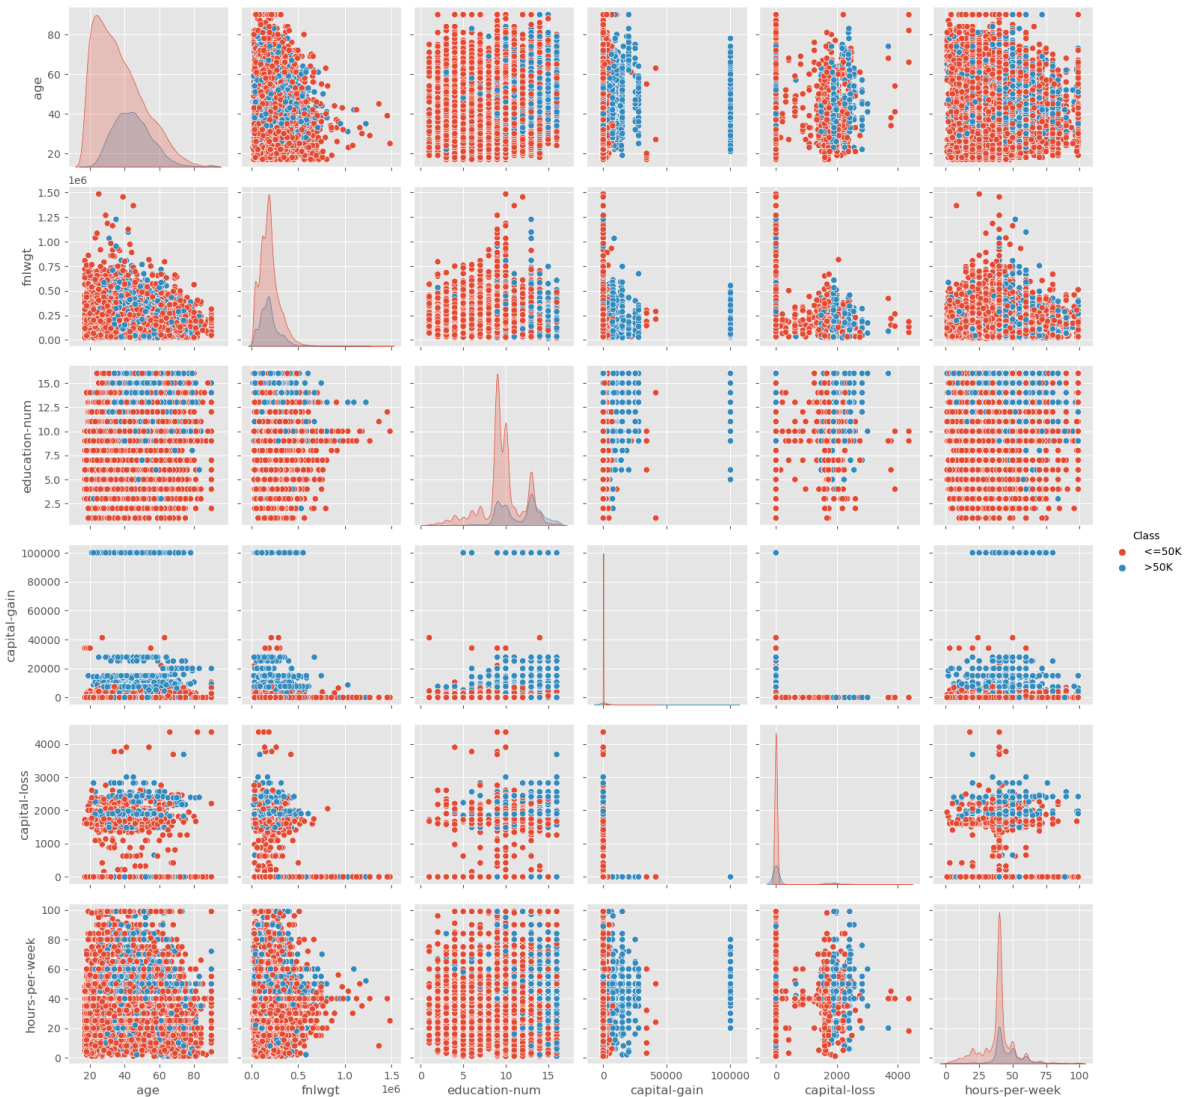 80
60
40
20
age
1e6
1.50
1.25
1.00
0.75
0.50
0.25
0.00
fnlwgt
15.0
12.5
10.0
7.5
5.0
2.5
education-num
100000
80000
60000
40000
20000
0
capital-gain
Class
<=50K
>50K
4000
3000
2000
1000
0
capital-loss
100
80
60
40
20
0
hours-per-week
20 40 60 80
age
0.0 0.5 1.0
1e6
fnlwgt
0 5 10 15
education-num
0 50000 100000
capital-gain
0 2000 4000
capital-loss
0 25 50 75 100
hours-per-week